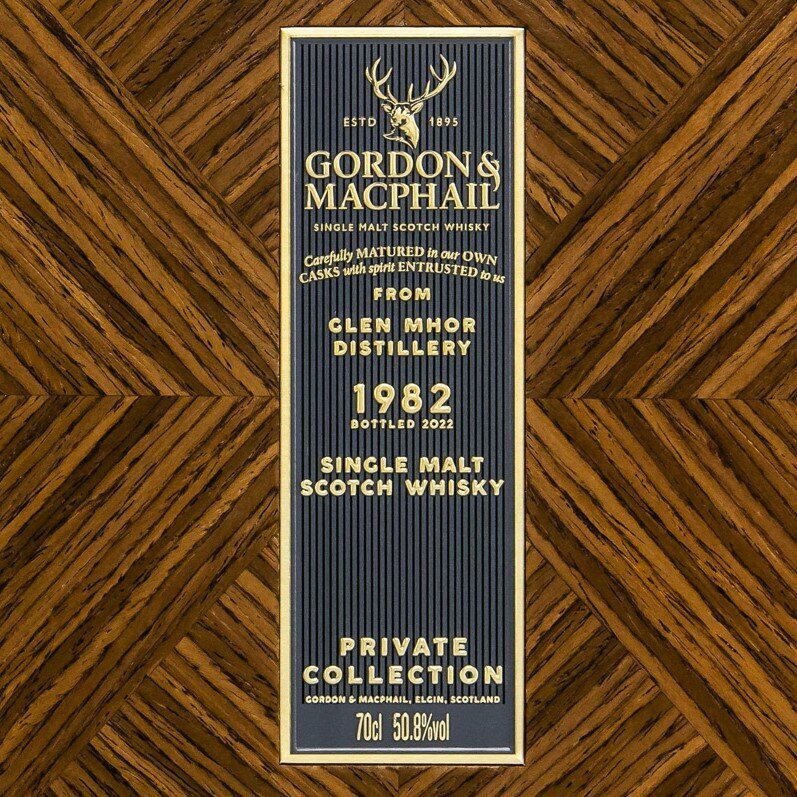 ESTD 1895
GORDON &
MACPHAIL
SINGLE MALT SCOTCH WHISKY
Carefully MATURED in our OWN
CASKS with spirit ENTRUSTED to us
FROM
GLEN MHOR
DISTILLERY
1982
BOTTLED 2022
SINGLE MALT
SCOTCH WHISKY
PRIVATE
COLLECTION
GORDON & MACPHAIL, ELGIN, SCOTLAND
70cl 50.8%vol